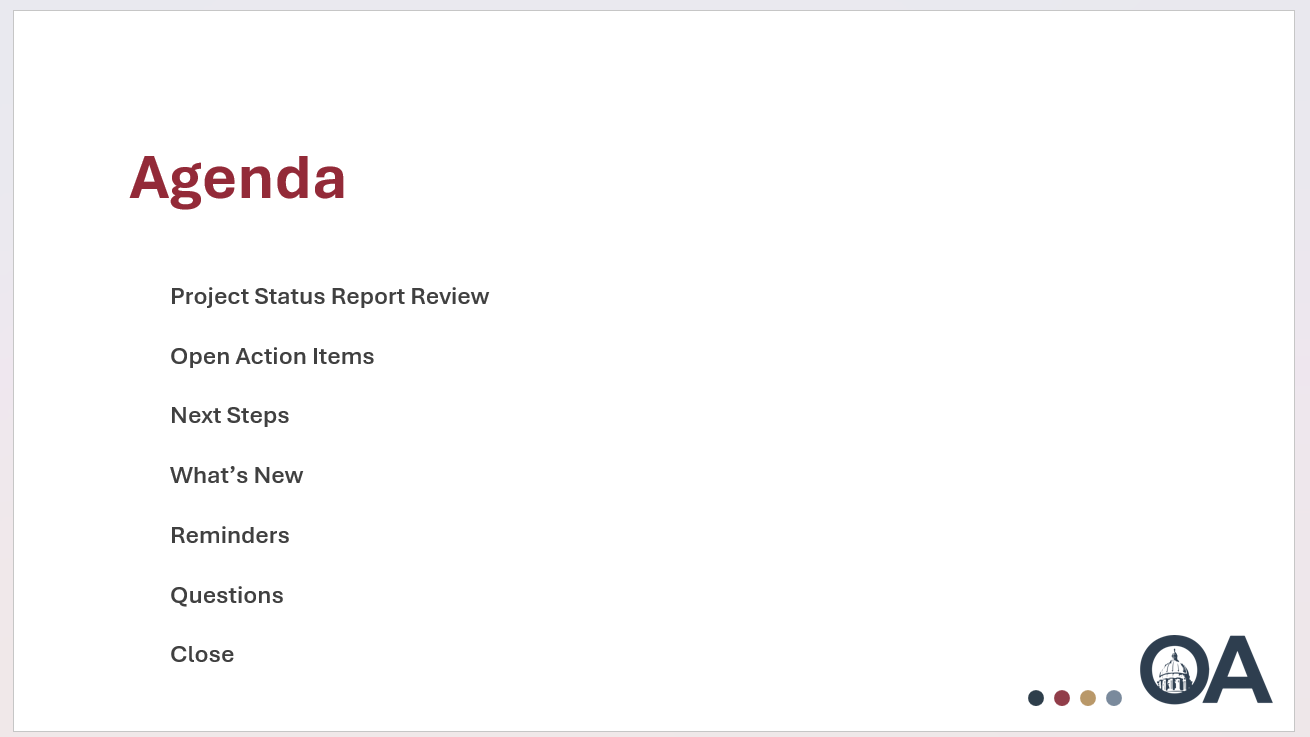 Agenda
Project Status Report Review
Open Action Items
Next Steps
What’s New
Reminders
Questions
Close
OA